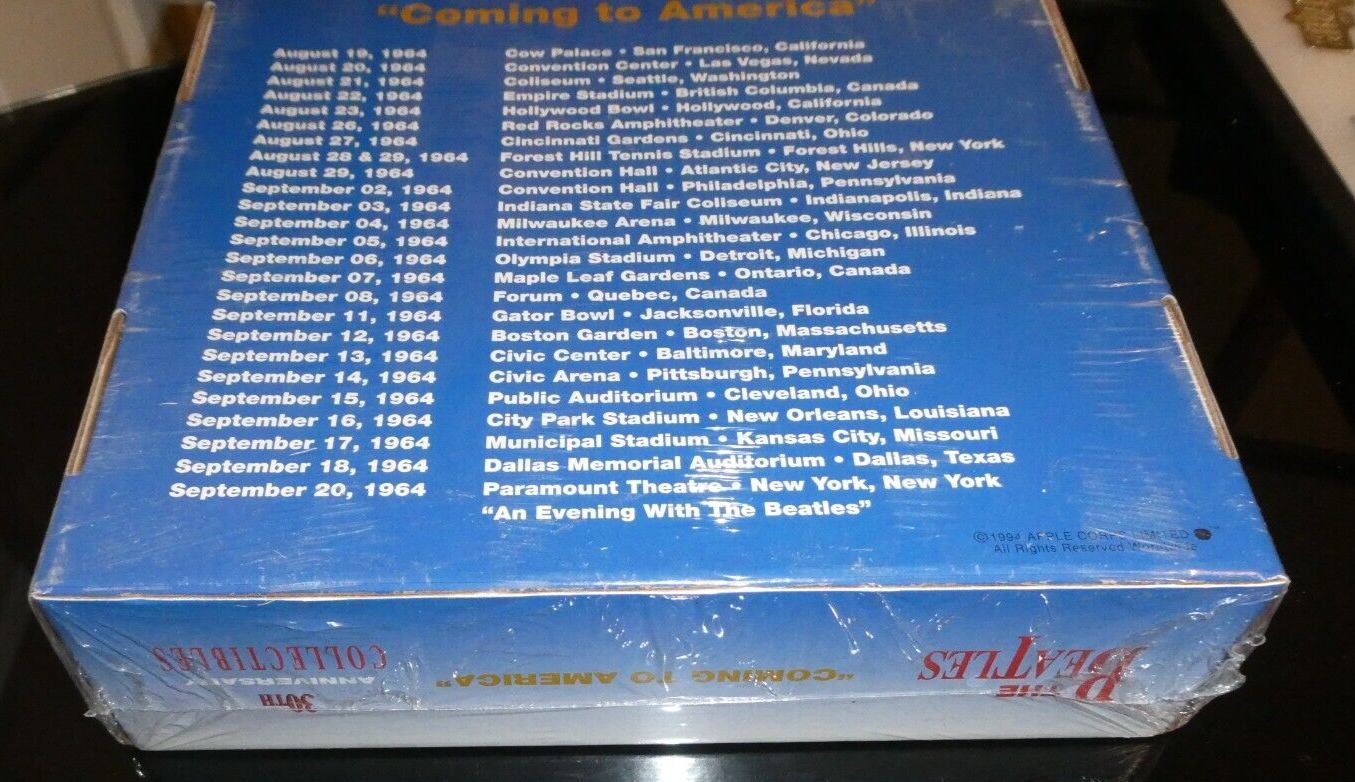 "Coming to America"
August 19, 1964 Cow Palace • San Francisco, California
August 20, 1964 Convention Center • Las Vegas, Nevada
August 21, 1964 Coliseum • Seattle, Washington
August 22, 1964 Empire Stadium • British Columbia, Canada
August 23, 1964 Hollywood Bowl • Hollywood, California
August 26, 1964 Red Rocks Amphitheater • Denver, Colorado
August 27, 1964 Cincinnati Gardens • Cincinnati, Ohio
August 28 & 29, 1964 Forest Hill Tennis Stadium • Forest Hills, New York
August 29, 1964 Convention Hall • Atlantic City, New Jersey
September 02, 1964 Convention Hall • Philadelphia, Pennsylvania
September 03, 1964 Indiana State Fair Coliseum • Indianapolis, Indiana
September 04, 1964 Milwaukee Arena • Milwaukee, Wisconsin
September 05, 1964 International Amphitheater • Chicago, Illinois
September 06, 1964 Olympia Stadium • Detroit, Michigan
September 07, 1964 Maple Leaf Gardens • Ontario, Canada
September 08, 1964 Forum • Quebec, Canada
September 11, 1964 Gator Bowl • Jacksonville, Florida
September 12, 1964 Boston Garden • Boston, Massachusetts
September 13, 1964 Civic Center • Baltimore, Maryland
September 14, 1964 Civic Arena • Pittsburgh, Pennsylvania
September 15, 1964 Public Auditorium • Cleveland, Ohio
September 16, 1964 City Park Stadium • New Orleans, Louisiana
September 17, 1964 Municipal Stadium • Kansas City, Missouri
September 18, 1964 Dallas Memorial Auditorium • Dallas, Texas
September 20, 1964 Paramount Theatre • New York, New York
"An Evening With The Beatles"
©1994 APPLE CORPS LIMITED
All Rights Reserved Worldwide
THE
BEATLES
"COMING TO AMERICA"
30TH
ANNIVERSARY
COLLECTIBLES